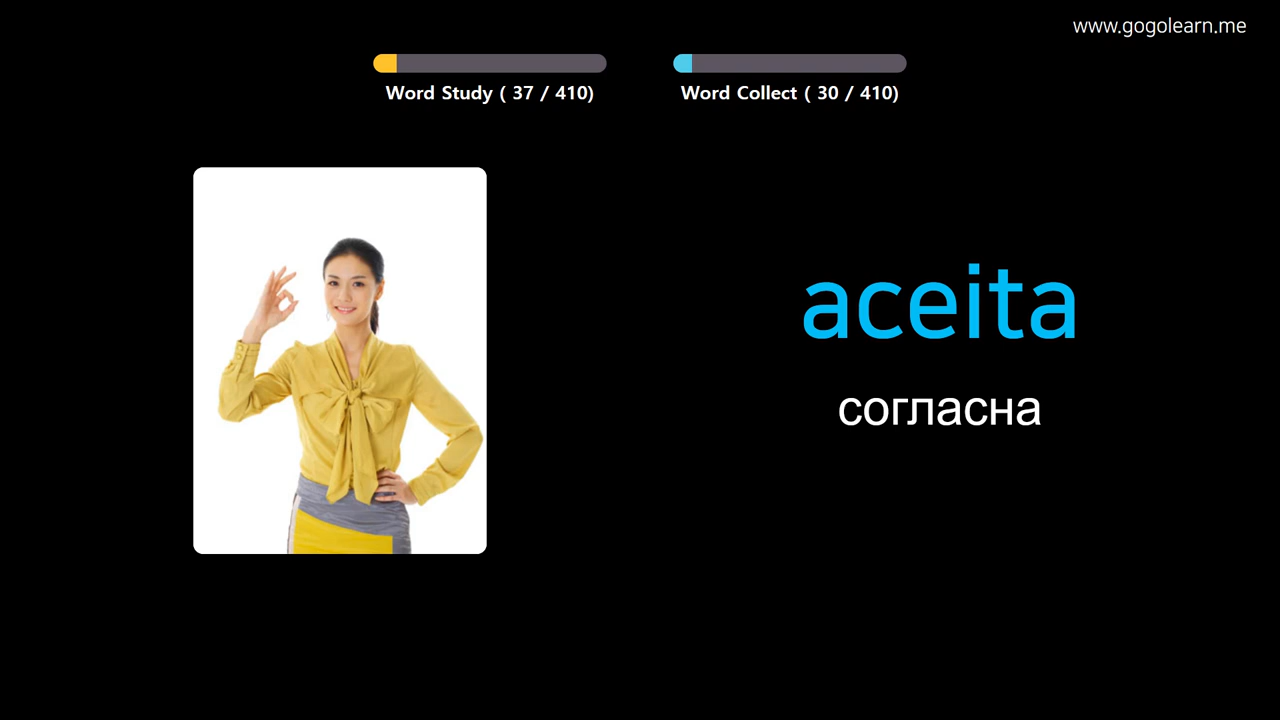 www.gogolearn.me
Word Study ( 37 / 410)
Word Collect ( 30 / 410)
aceita
согласна